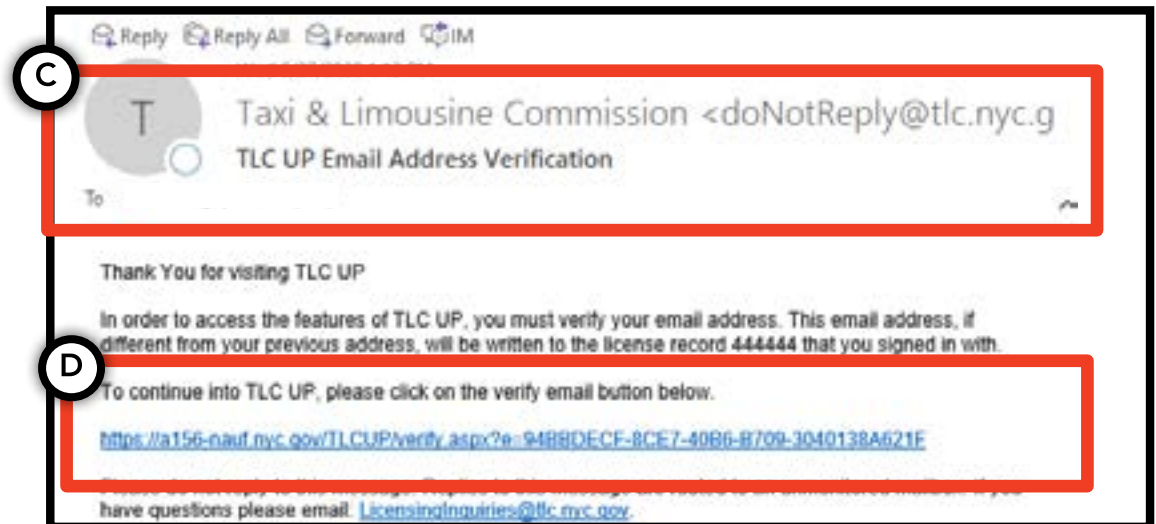 Reply Reply All Forward IM
C
T
Taxi & Limousine Commission <doNotReply@tlc.nyc.g
TLC UP Email Address Verification
To
Thank You for visiting TLC UP
In order to access the features of TLC UP, you must verify your email address. This email address, if
different from your previous address, will be written to the license record 444444 that you signed in with.
D
To continue into TLC UP, please click on the verify email button below.
https://a156-nauf.nyc.gov/TLCUP/verify.aspx?e=94BBDECF-8CE7-40B6-B709-3040138A621F
have questions please email: LicensingInquiries@tlc.nyc.gov.